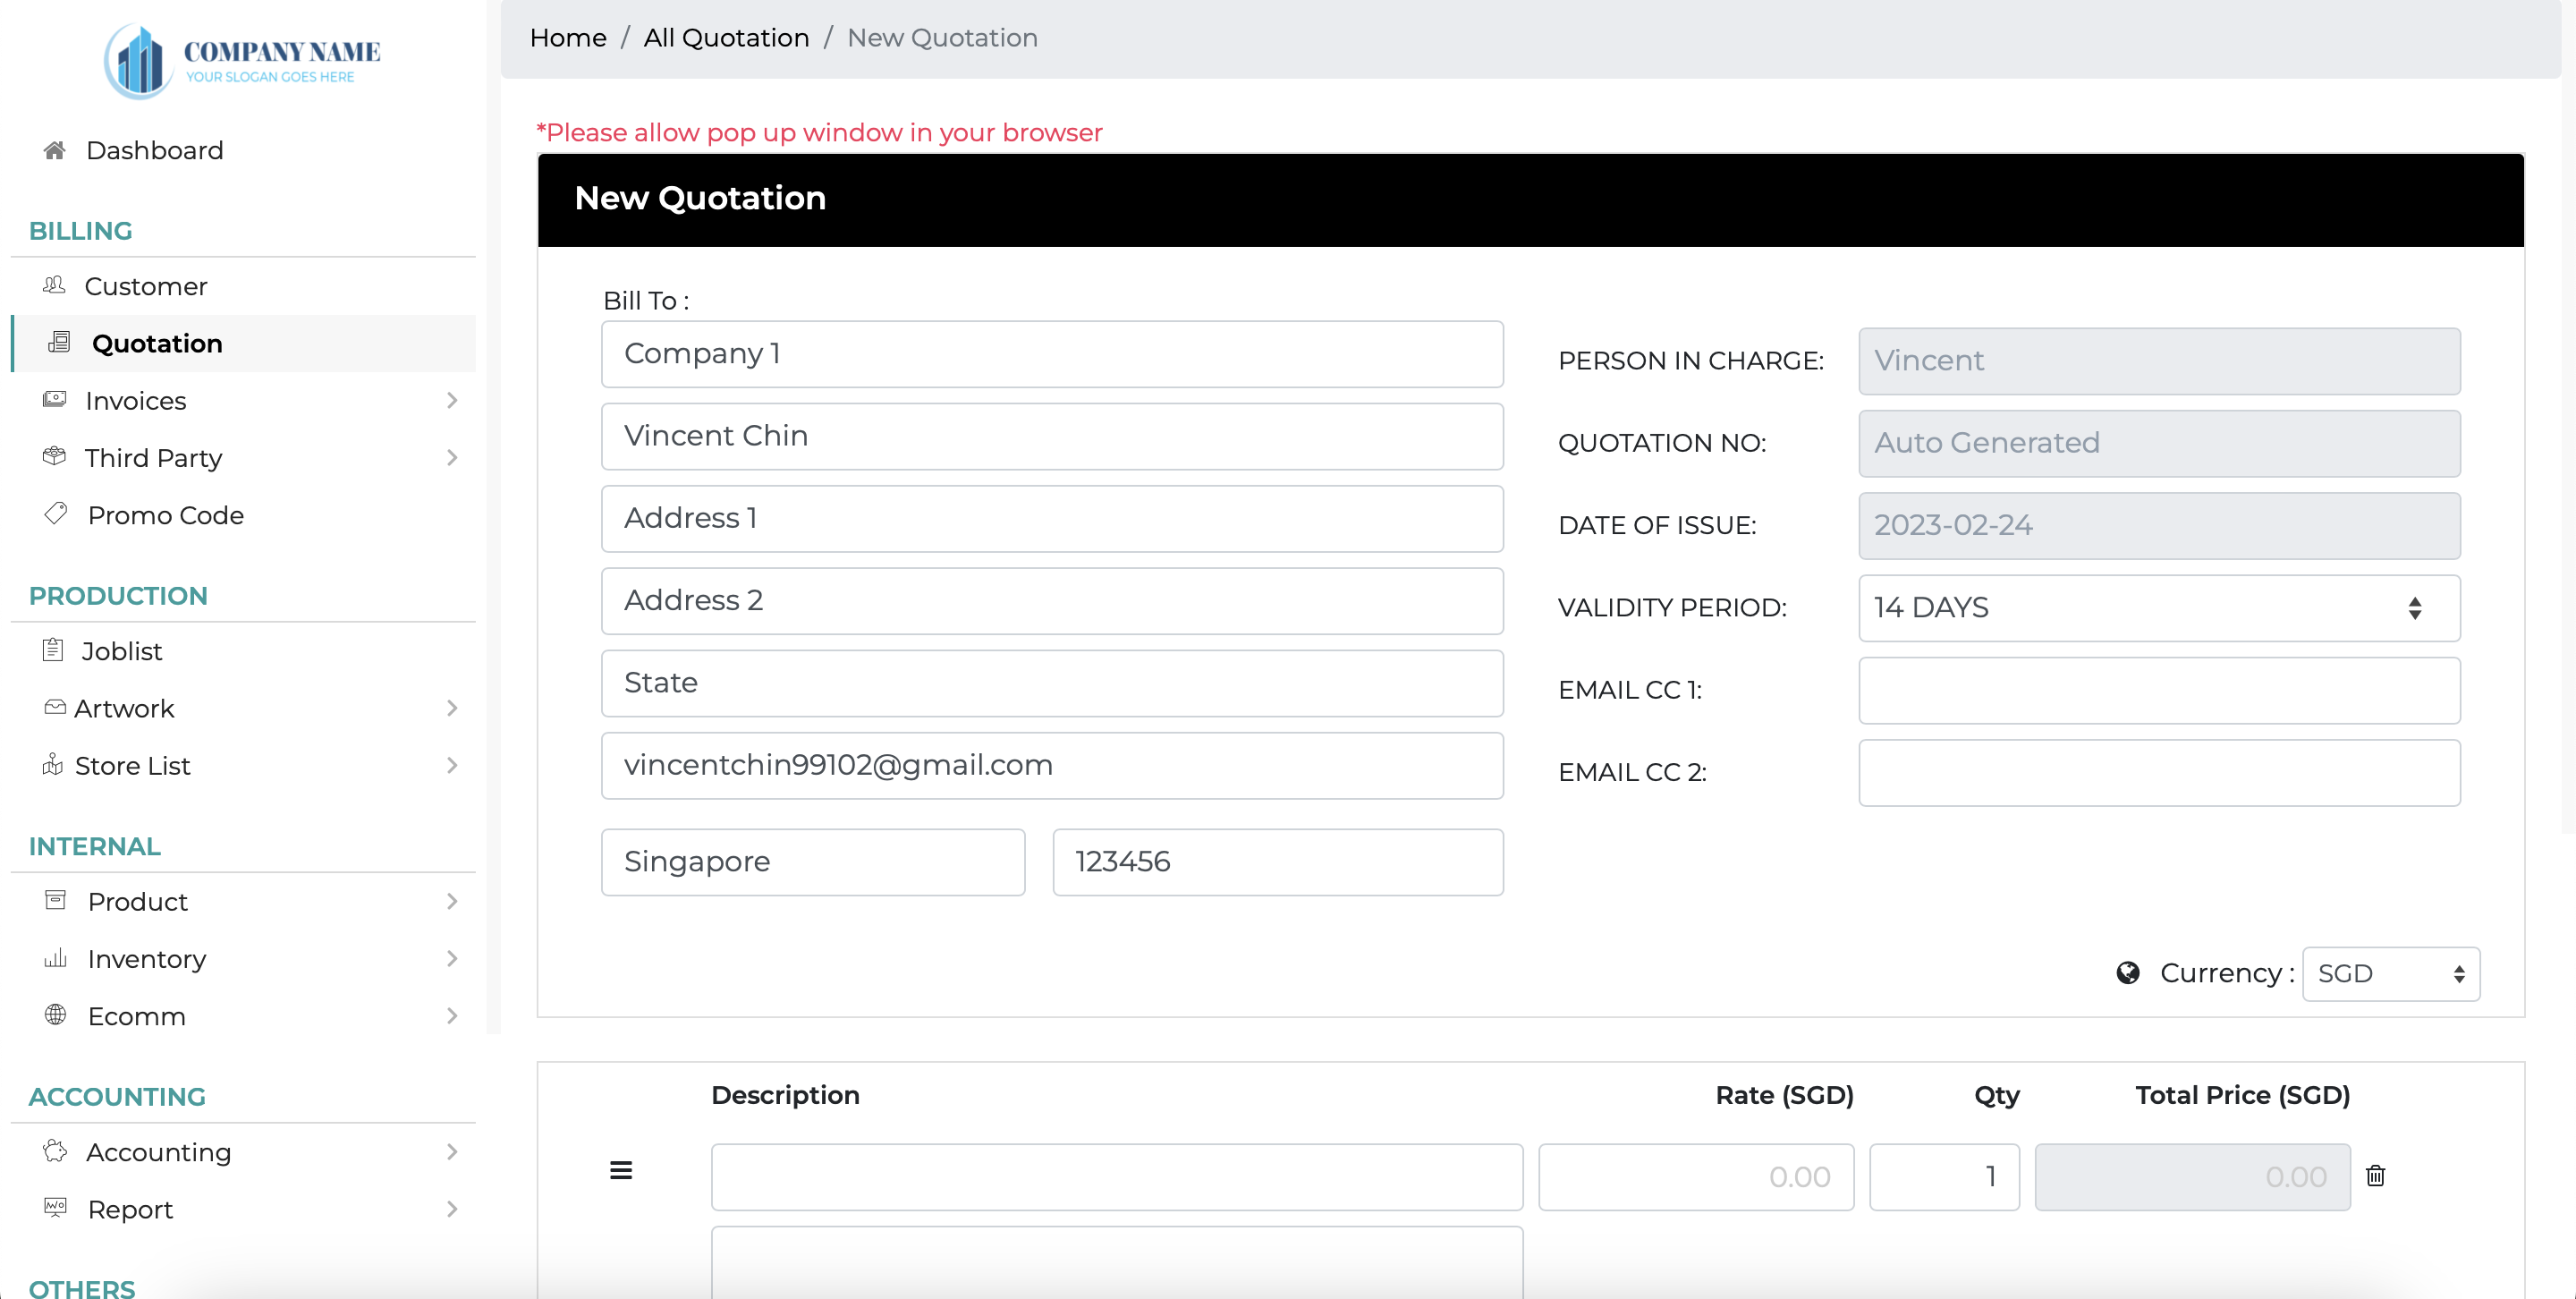 COMPANY NAME
YOUR SLOGAN GOES HERE
Dashboard
BILLING
Customer
Quotation
Invoices
Third Party
Promo Code
PRODUCTION
Joblist
Artwork
Store List
INTERNAL
Product
Inventory
Ecomm
ACCOUNTING
Accounting
Report
OTHERS
Home / All Quotation / New Quotation
*Please allow pop up window in your browser
New Quotation
Bill To :
Company 1
Vincent Chin
Address 1
Address 2
State
vincentchin99102@gmail.com
Singapore 123456
PERSON IN CHARGE: Vincent
QUOTATION NO: Auto Generated
DATE OF ISSUE: 2023-02-24
VALIDITY PERIOD: 14 DAYS
EMAIL CC 1:
EMAIL CC 2:
Currency : SGD
Description Rate (SGD) Qty Total Price (SGD)
0.00 1 0.00